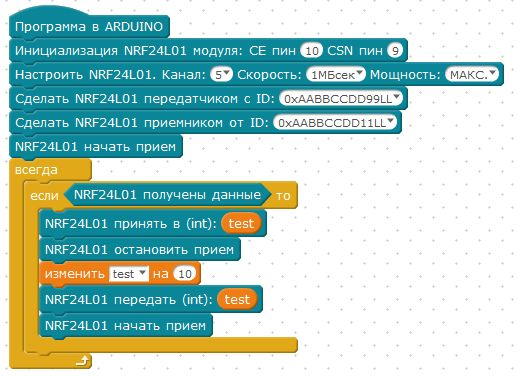 Программа в ARDUINO
Инициализация NRF24L01 модуля: CE пин 10 CSN пин 9
Настроить NRF24L01. Канал: 5 Скорость: 1МБсек Мощность: МАКС.
Сделать NRF24L01 передатчиком с ID: 0xAABBCCDD99LL
Сделать NRF24L01 приемником от ID: 0xAABBCCDD11LL
NRF24L01 начать прием
всегда
если NRF24L01 получены данные то
NRF24L01 принять в (int): test
NRF24L01 остановить прием
изменить test на 10
NRF24L01 передать (int): test
NRF24L01 начать прием